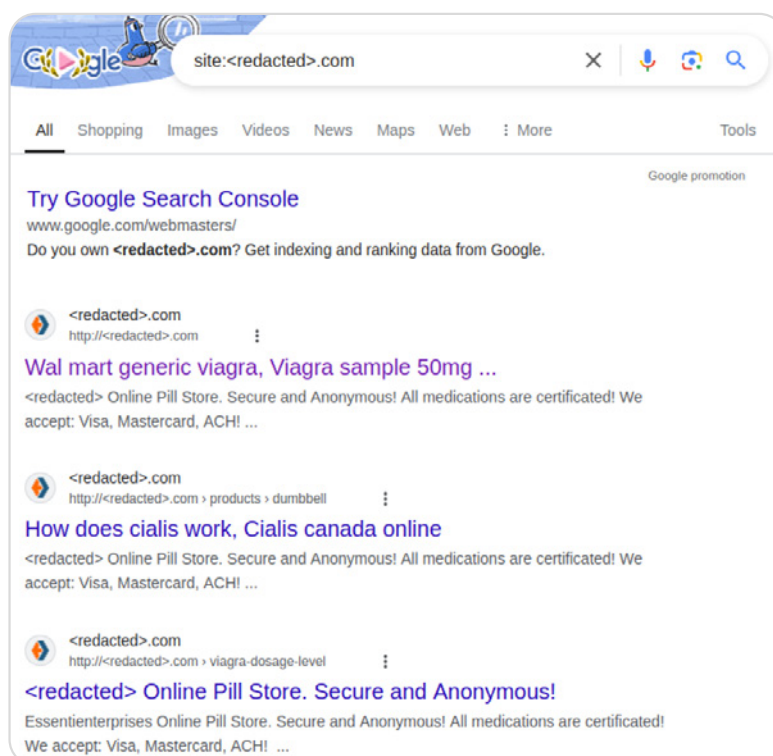 Google
site:<redacted>.com
All Shopping Images Videos News Maps Web More Tools
Google promotion
Try Google Search Console
www.google.com/webmasters/
Do you own <redacted>.com? Get indexing and ranking data from Google.
<redacted>.com
http://<redacted>.com
Wal mart generic viagra, Viagra sample 50mg ...
<redacted> Online Pill Store. Secure and Anonymous! All medications are certificated! We
accept: Visa, Mastercard, ACH! ...
<redacted>.com
http://<redacted>.com › products › dumbbell
How does cialis work, Cialis canada online
<redacted> Online Pill Store. Secure and Anonymous! All medications are certificated! We
accept: Visa, Mastercard, ACH! ...
<redacted>.com
http://<redacted>.com › viagra-dosage-level
<redacted> Online Pill Store. Secure and Anonymous!
Essentienterprises Online Pill Store. Secure and Anonymous! All medications are certificated!
We accept: Visa, Mastercard, ACH! ...